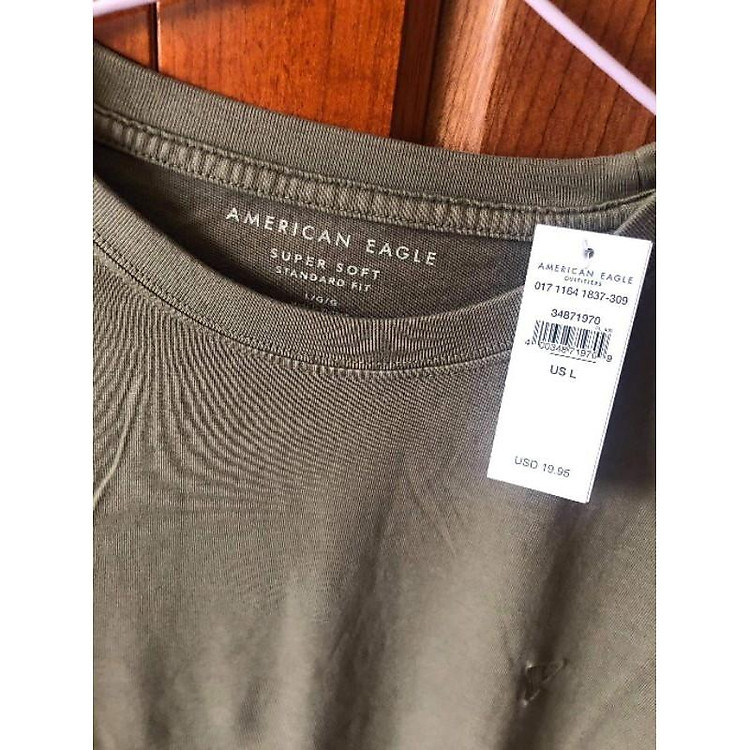 AMERICAN EAGLE
SUPER SOFT
STANDARD FIT
L/G/G
AMERICAN EAGLE
OUTFITTERS
017 1164 1837-309
34871970
US L
USD 19.95